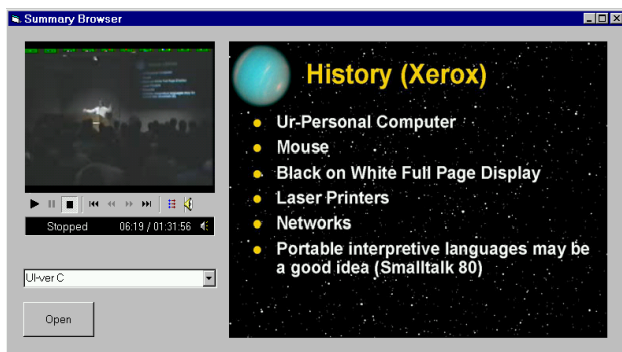 Summary Browser
History (Xerox)
Ur-Personal Computer
Mouse
Black on White Full Page Display
Laser Printers
Networks
Portable interpretive languages may be
a good idea (Smalltalk 80)
Stopped 06:19 / 01:31:56
UI-ver C
Open